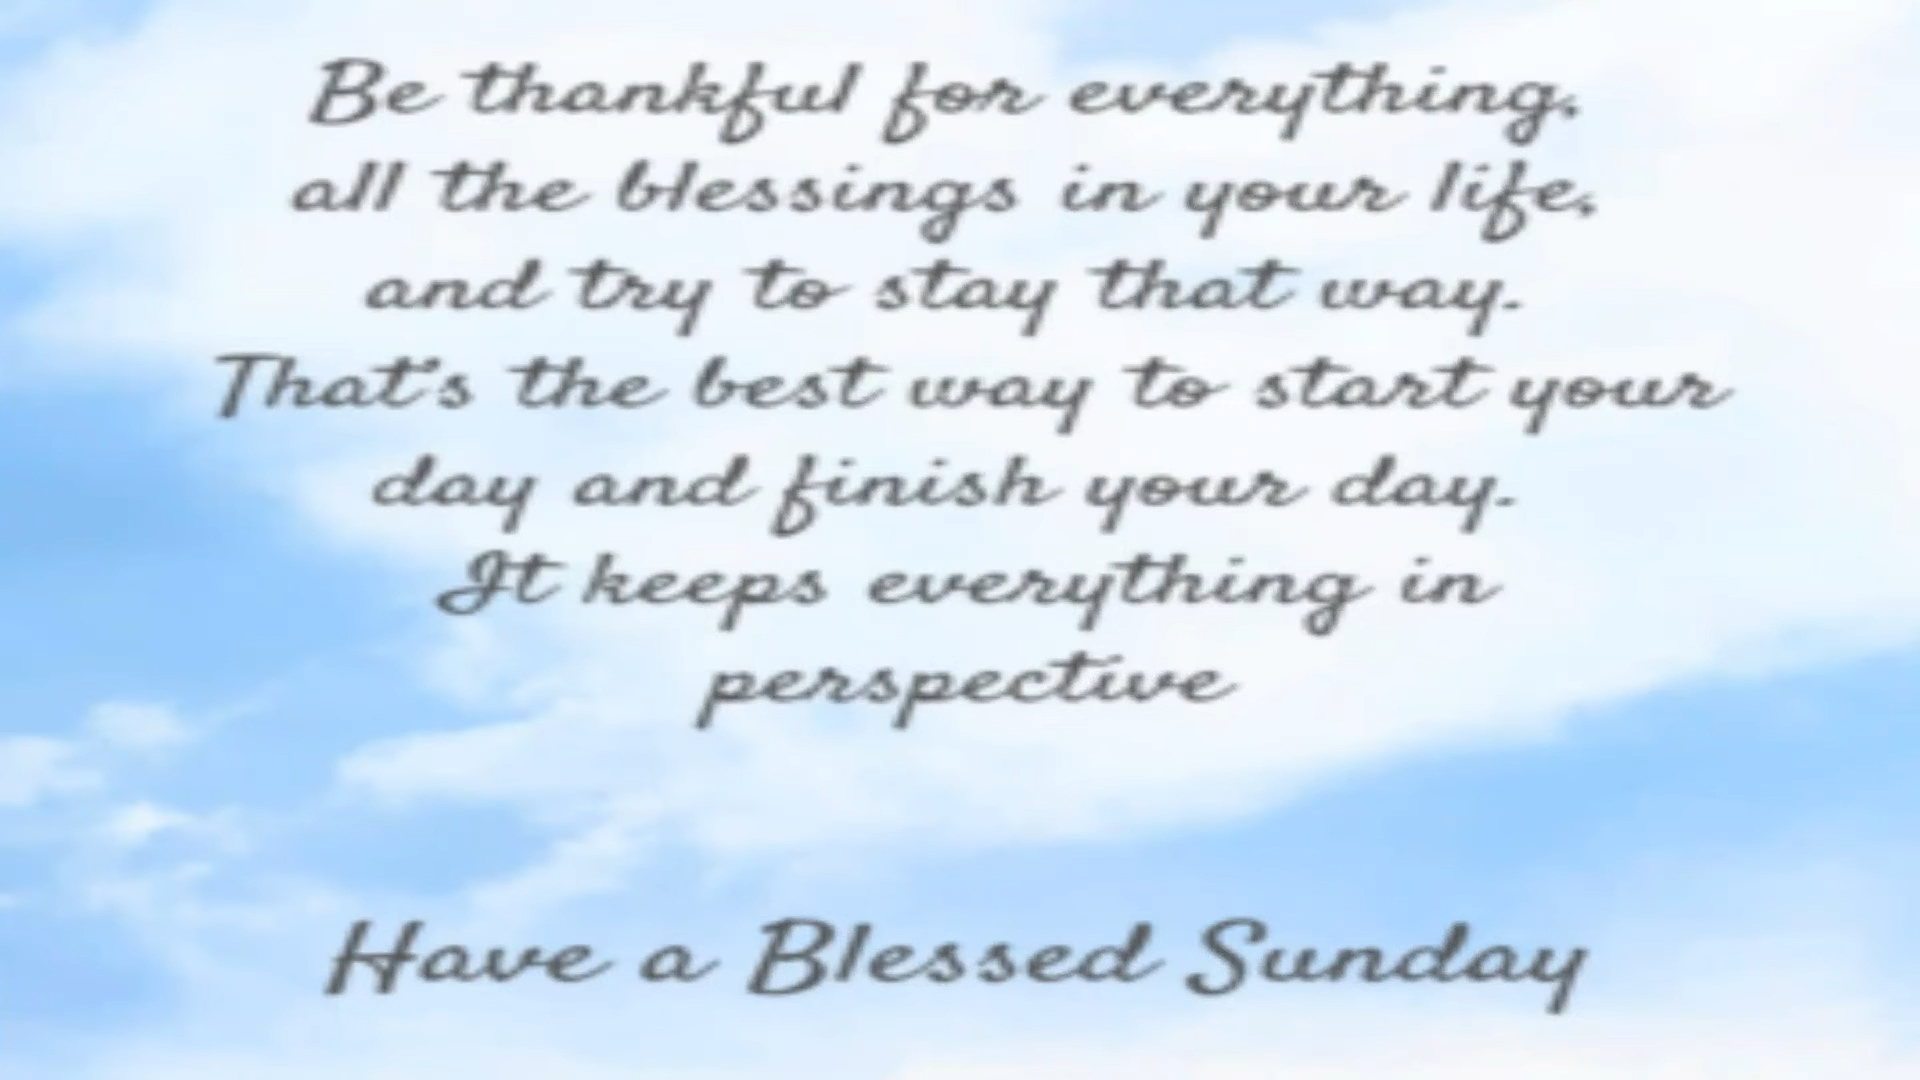 Be thankful for everything,
all the blessings in your life,
and try to stay that way.
That's the best way to start your
day and finish your day.
It keeps everything in
perspective
Have a Blessed Sunday